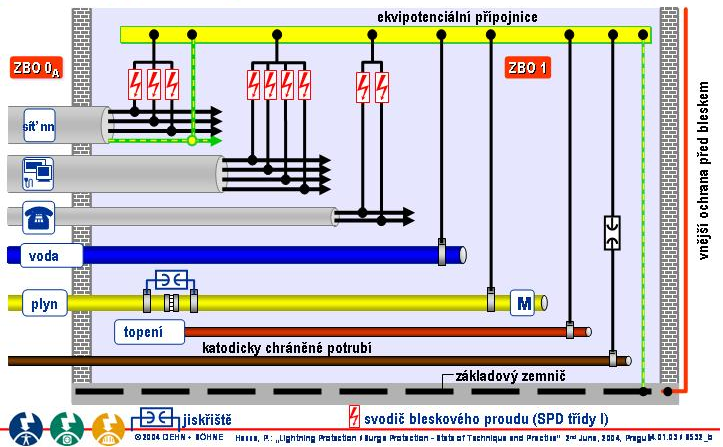 ekvipotenciální přípojnice
ZBO 0A
ZBO 1
síť nn
voda
plyn
M
topení
katodicky chráněné potrubí
základový zemnič
vnější ochrana před bleskem
jiskřiště
svodič bleskového proudu (SPD třídy I)
©2004 DEHN + SÖHNE
Hasse, P.: „Lightning Protection / Surge Protection - State of Technique and Practice" 2nd June, 2004, Prague